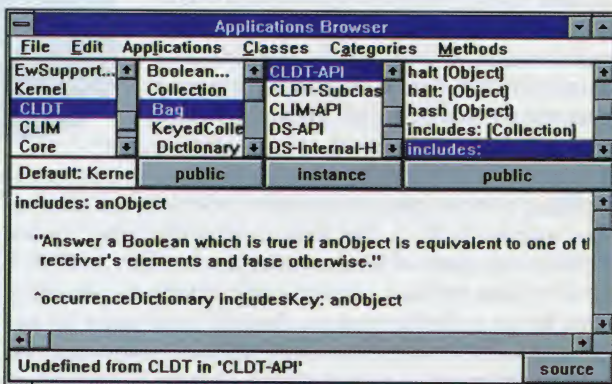 Applications Browser
File Edit Applications Classes Categories Methods
EwSupport...
Kernel
CLDT
CLIM
Core
Boolean...
Collection
Bag
KeyedColle
Dictionary
CLDT-API
CLDT-Subclas
CLIM-API
DS-API
DS-Internal-H
halt (Object)
halt: (Object)
hash (Object)
includes: (Collection)
includes:
Default: Kerne
public
instance
public
includes: anObject
"Answer a Boolean which is true if anObject is equivalent to one of
receiver's elements and false otherwise."
^occurrenceDictionary includesKey: anObject
Undefined from CLDT in 'CLDT-API'
source